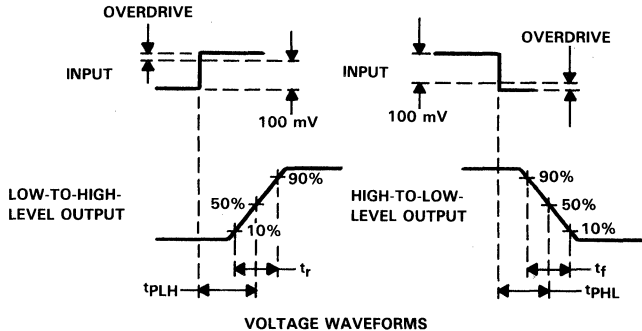 OVERDRIVE
INPUT
100 mV
OVERDRIVE
INPUT
100 mV
LOW-TO-HIGH-
LEVEL OUTPUT
90%
50%
10%
tr
tPLH
HIGH-TO-LOW-
LEVEL OUTPUT
90%
50%
10%
tf
tPHL
VOLTAGE WAVEFORMS